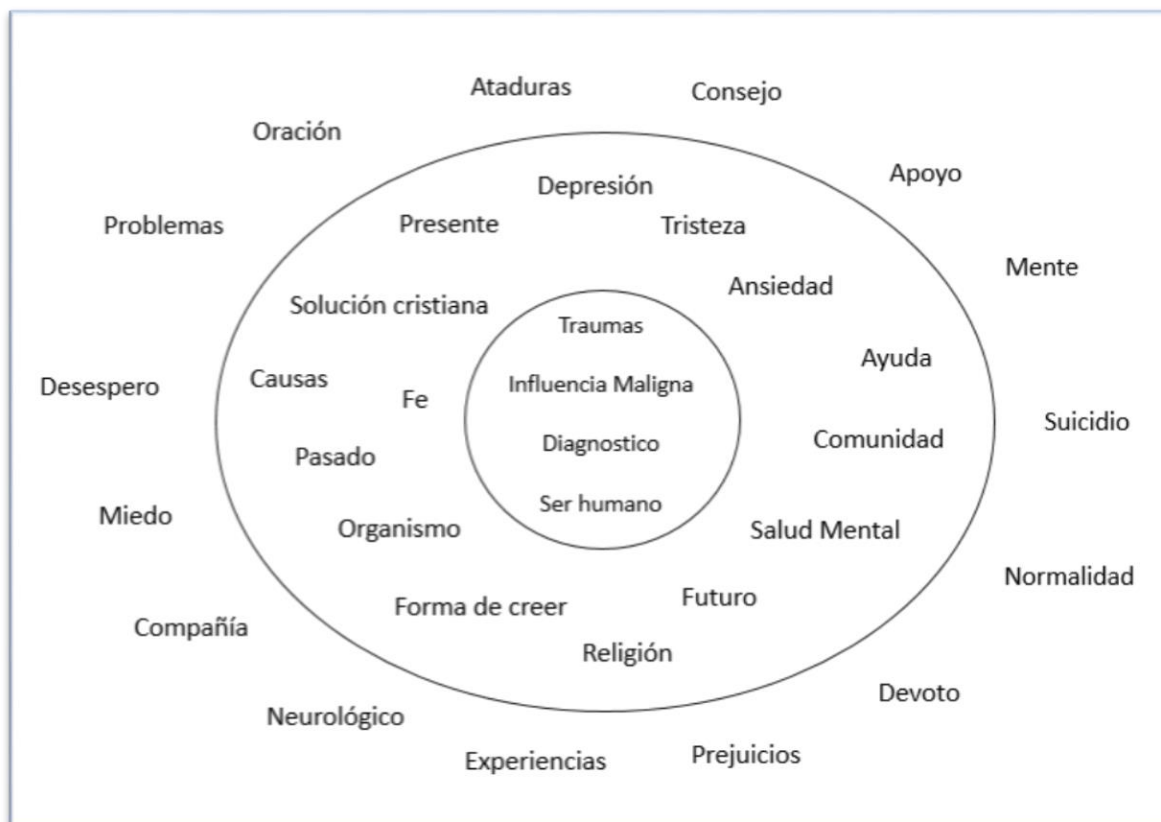 Ataduras
Consejo
Oración
Apoyo
Depresión
Problemas
Presente
Tristeza
Mente
Ansiedad
Solución cristiana
Traumas
Ayuda
Desespero
Causas
Influencia Maligna
Fe
Suicidio
Comunidad
Diagnostico
Pasado
Ser humano
Miedo
Organismo
Salud Mental
Normalidad
Forma de creer
Futuro
Compañía
Religión
Devoto
Neurológico
Experiencias
Prejuicios